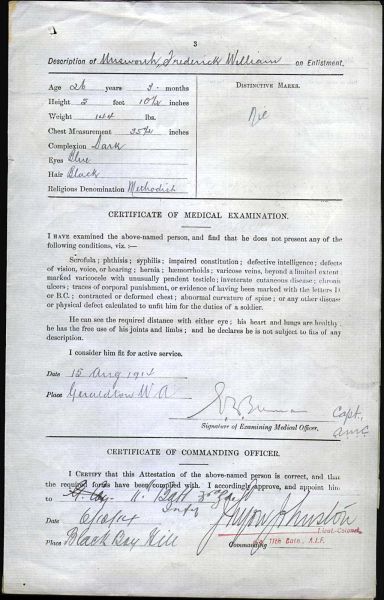 3
Description of Unsworth, Frederick William on Enlistment.
Age 26 years 3 months
Height 5 feet 10½ inches
Weight 144 lbs.
Chest Measurement inches
Complexion Dark
Eyes Blue
Hair Black
Religious Denomination Methodist
DISTINCTIVE MARKS.
Nil
CERTIFICATE OF MEDICAL EXAMINATION.
I HAVE examined the above-named person, and find that he does not present any of the
following conditions, viz. :—
Scrofula; phthisis; syphilis; impaired constitution; defective intelligence; defects
of vision, voice, or hearing; hernia; hæmorrhoids; varicose veins, beyond a limited extent
marked varicocele with unusually pendent testicle; inveterate cutaneous disease; chronic
ulcers; traces of corporal punishment, or evidence of having been marked with the letters D
or B.C.; contracted or deformed chest; abnormal curvature of spine; or any other disease
or physical defect calculated to unfit him for the duties of a soldier.
He can see the required distance with either eye; his heart and lungs are healthy
he has the free use of his joints and limbs; and he declares he is not subject to fits of any
description.
I consider him fit for active service.
Date 15 Aug 1914
Place Geraldton W.A
Capt.
AAMC
Signature of Examining Medical Officer.
CERTIFICATE OF COMMANDING OFFICER.
I CERTIFY that this Attestation of the above-named person is correct, and that the
required forms have been complied with. I accordingly approve, and appoint him
to 11 Batt
Date
Place Black Boy Hill
Johnston
Lieut-Colonel
Commanding 11th Batn., A.I.F.